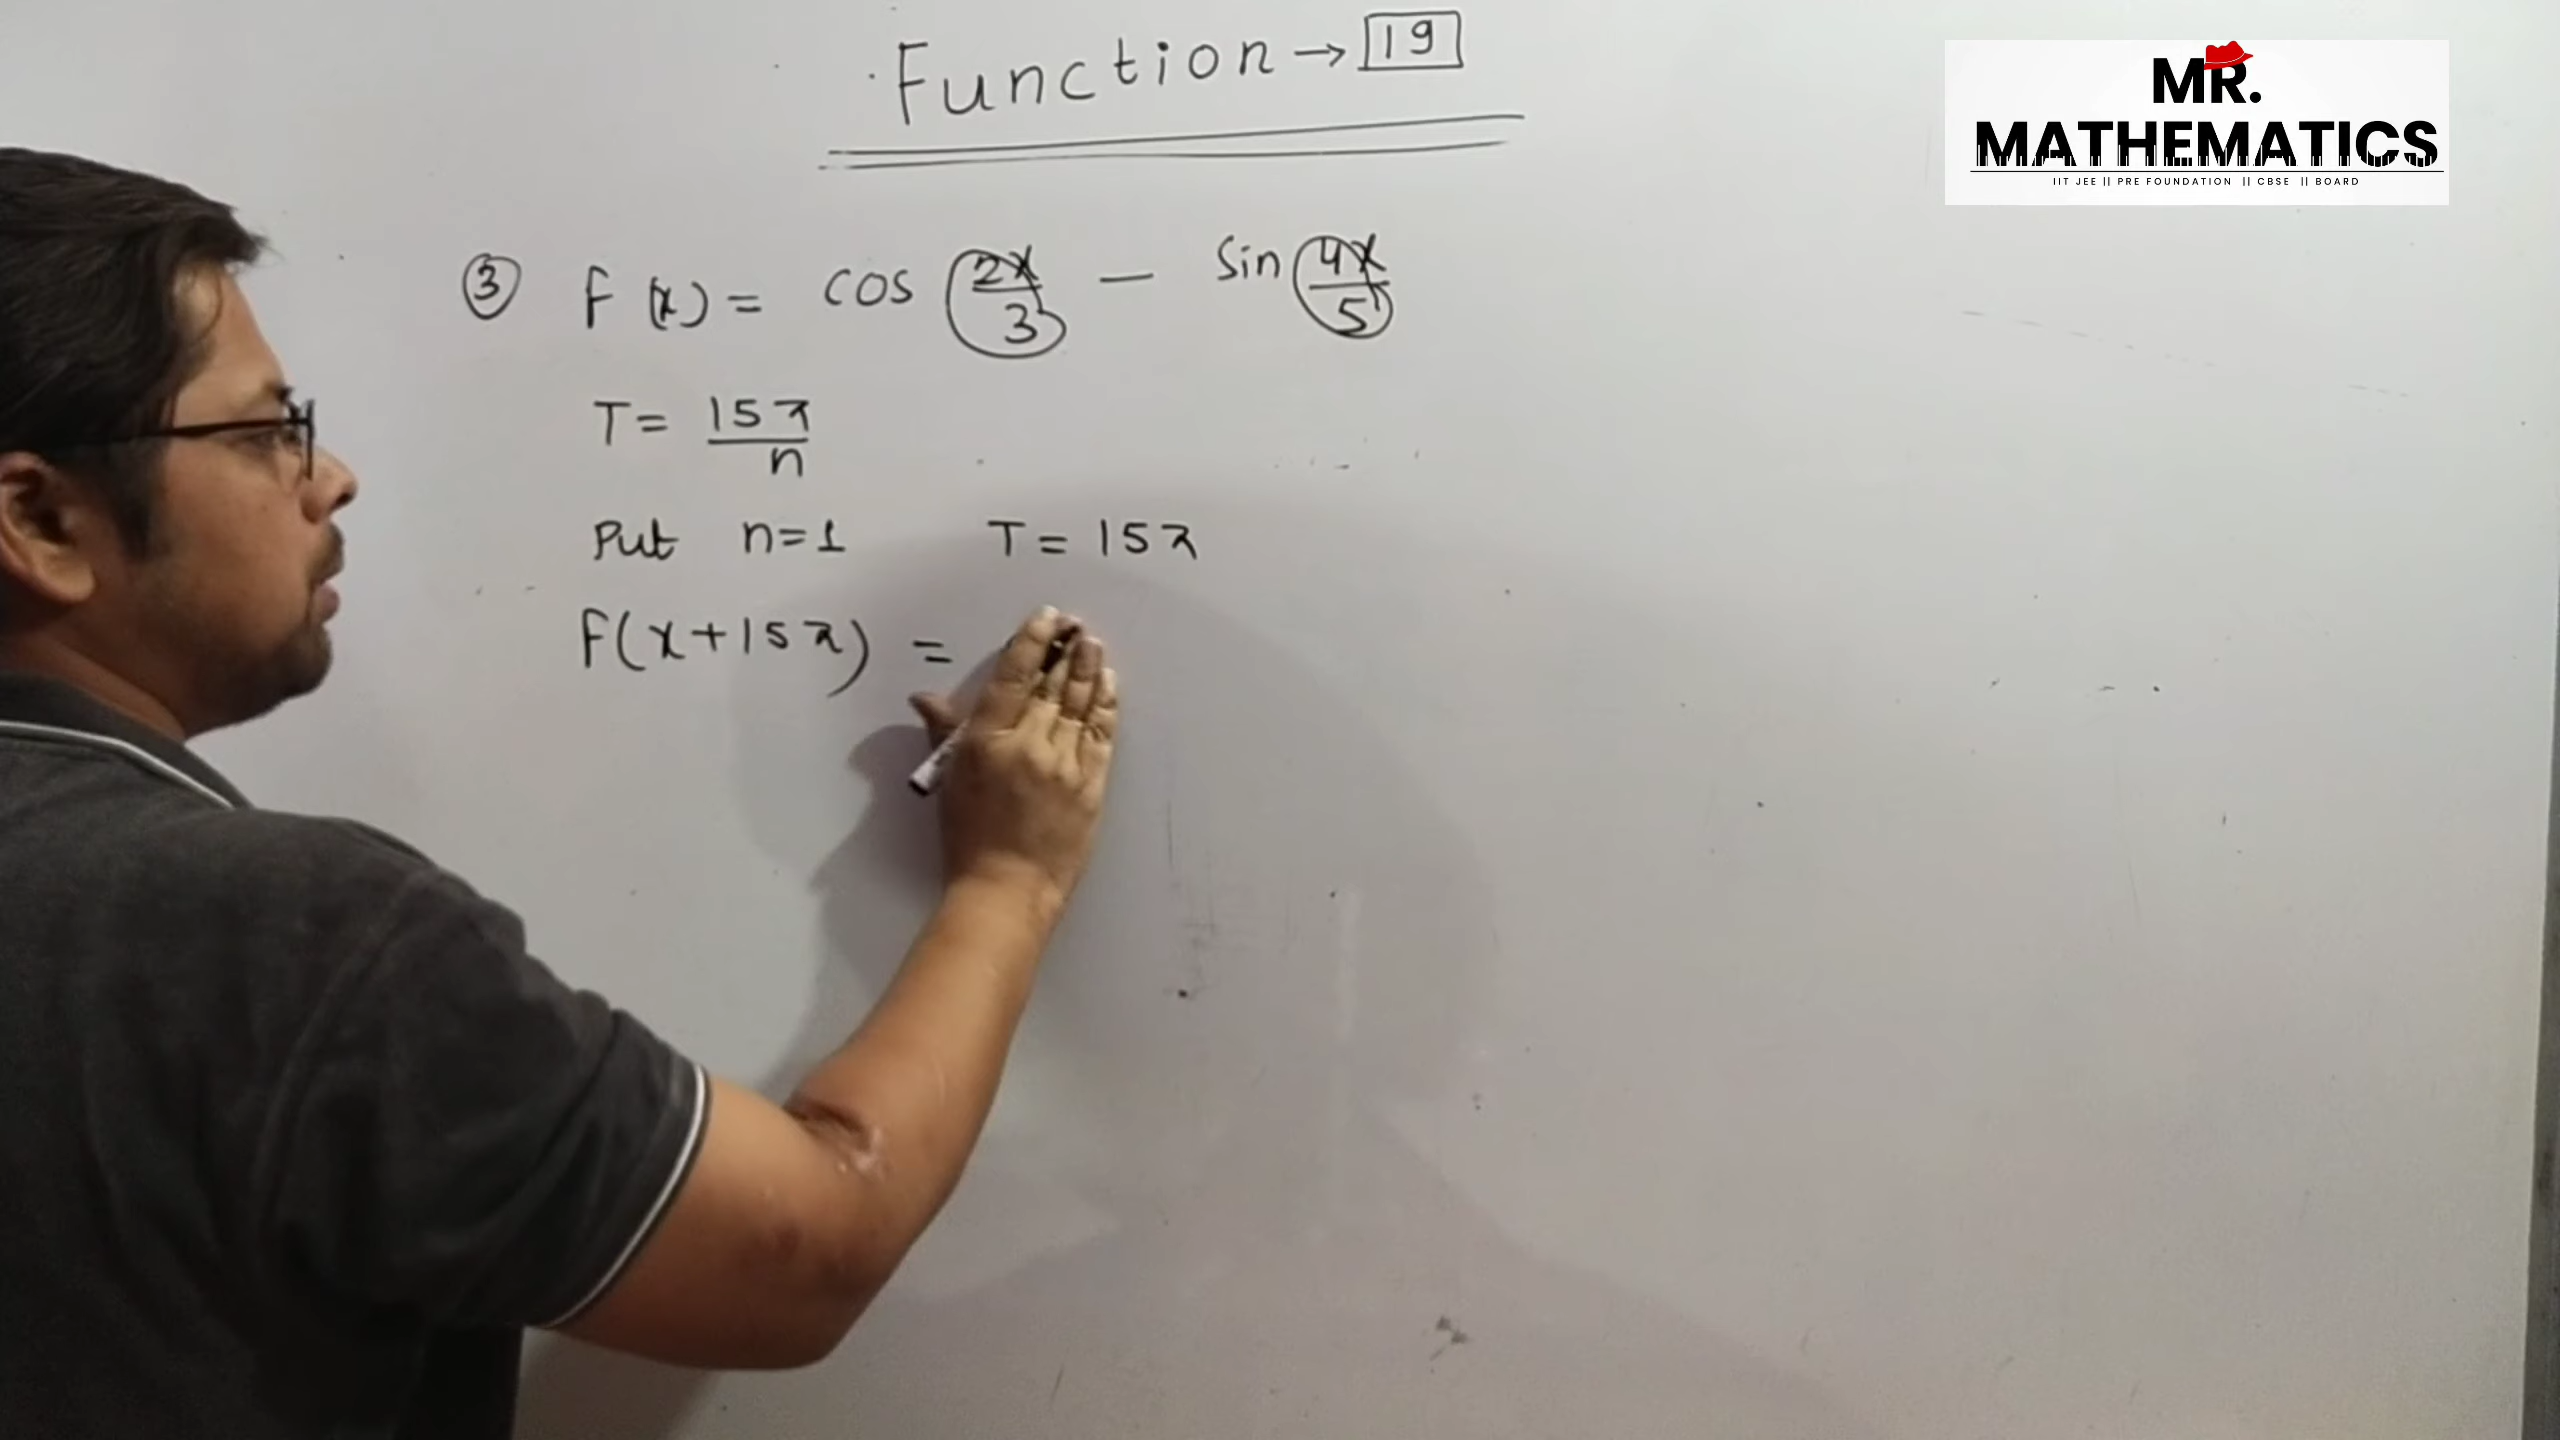 Function → 19
MR.
MATHEMATICS
IIT JEE || PRE FOUNDATION || CBSE || BOARD
③ F(x) = cos (2x/3) - Sin (4x/5)
T = 15π/n
Put n=1 T = 15π
F(x+15π) =